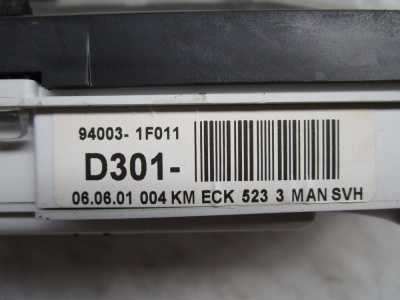 94003- 1F011
D301-
06.06.01 004 KM ECK 523 3 MAN SVH